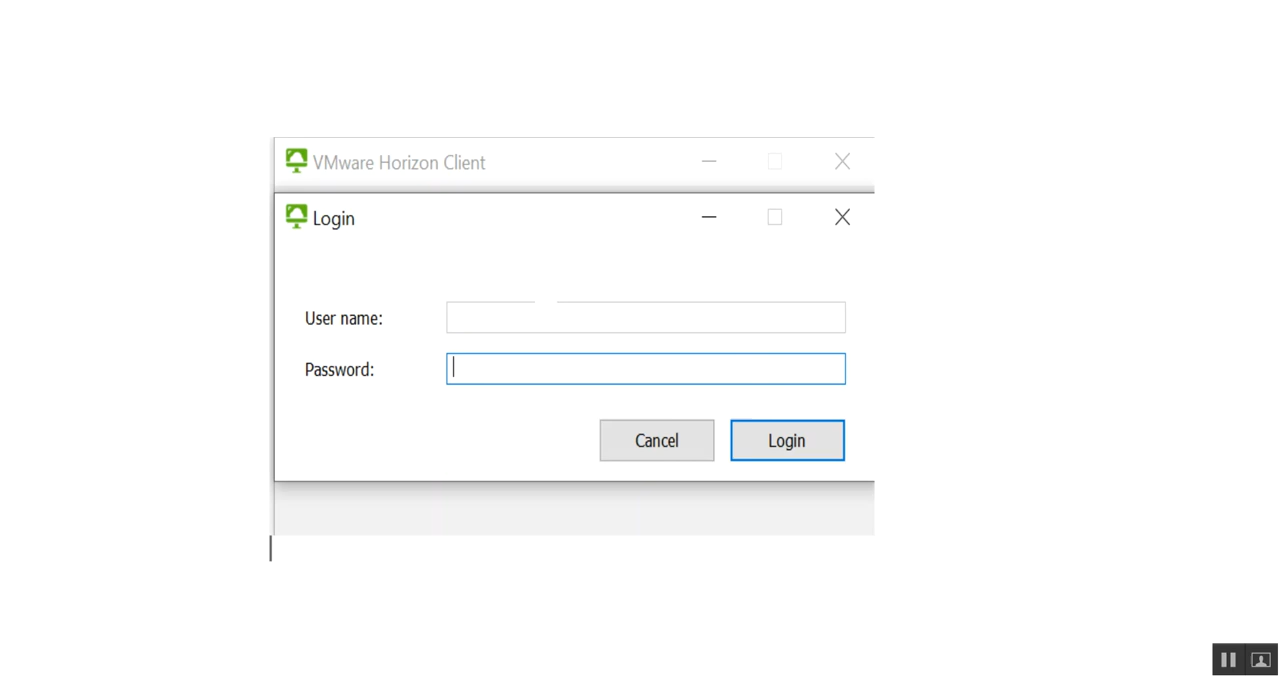 VMware Horizon Client
Login
User name:
Password:
Cancel Login